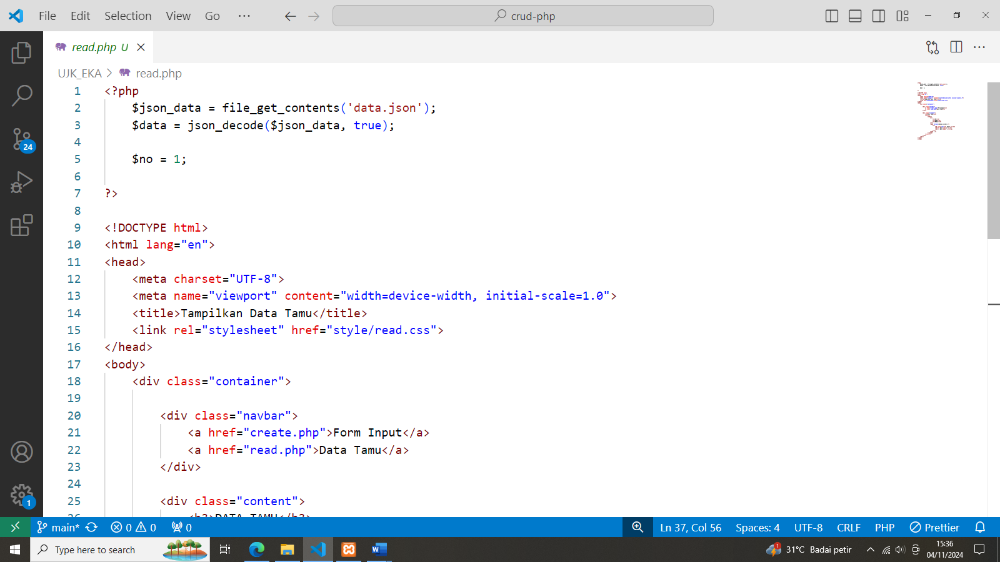 File Edit Selection View Go ··· crud-php
read.php U
UJK_EKA > read.php
1 <?php
2 $json_data = file_get_contents('data.json');
3 $data = json_decode($json_data, true);
4
5 $no = 1;
6
7 ?>
8
9 <!DOCTYPE html>
10 <html lang="en">
11 <head>
12 <meta charset="UTF-8">
13 <meta name="viewport" content="width=device-width, initial-scale=1.0">
14 <title>Tampilkan Data Tamu</title>
15 <link rel="stylesheet" href="style/read.css">
16 </head>
17 <body>
18 <div class="container">
19
20 <div class="navbar">
21 <a href="create.php">Form Input</a>
22 <a href="read.php">Data Tamu</a>
23 </div>
24
25 <div class="content">
26 <h3>DATA TAMU</h3>
24
1
main* 0 0 0 Ln 37, Col 56 Spaces: 4 UTF-8 CRLF PHP Prettier
Type here to search 1 31°C Badai petir 15:36
04/11/2024